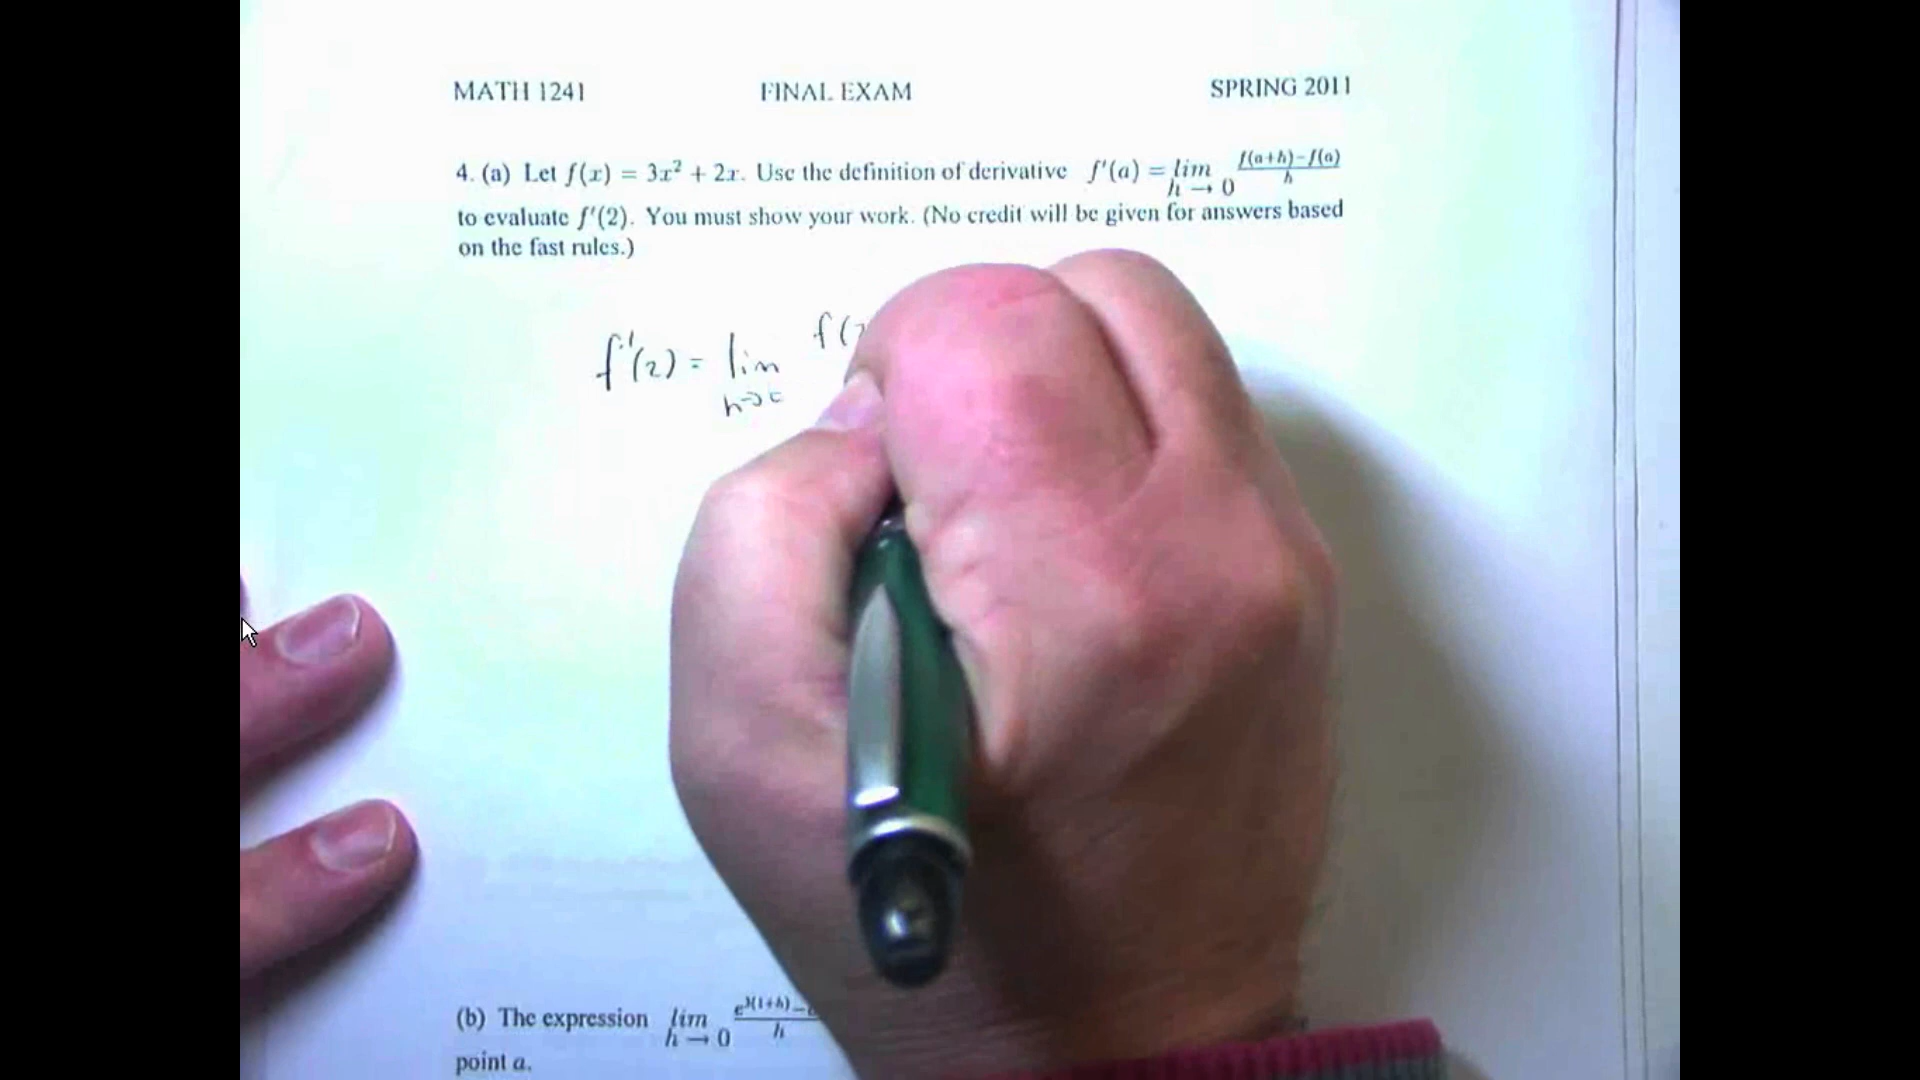 MATH 1241 FINAL EXAM SPRING 2011
4. (a) Let f(x) = 3x² + 2x. Use the definition of derivative f'(a) = lim h → 0 f(a+h)−f(a) / h
to evaluate f'(2). You must show your work. (No credit will be given for answers based
on the fast rules.)
f'(2) = lim f(
h→0
(b) The expression lim h → 0 e^3(1+h) − / h
point a.